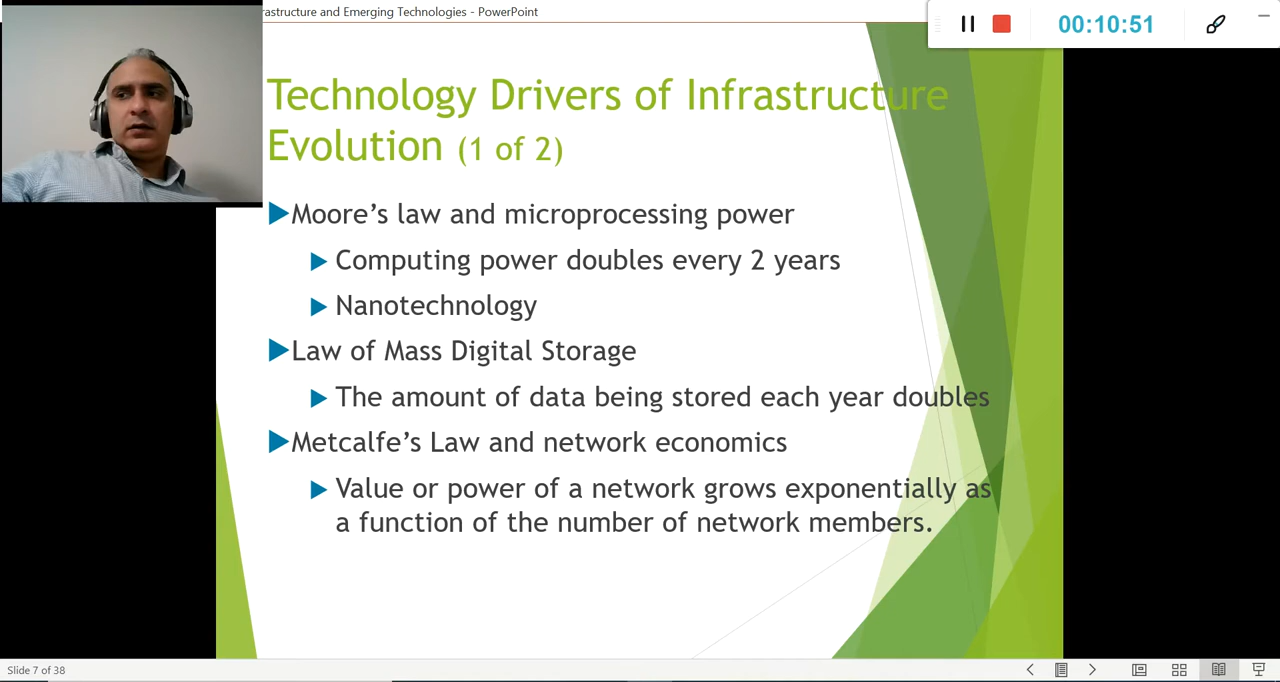 rastructure and Emerging Technologies - PowerPoint
00:10:51
Technology Drivers of Infrastructure
Evolution (1 of 2)
Moore's law and microprocessing power
Computing power doubles every 2 years
Nanotechnology
Law of Mass Digital Storage
The amount of data being stored each year doubles
Metcalfe's Law and network economics
Value or power of a network grows exponentially as
a function of the number of network members.
Slide 7 of 38